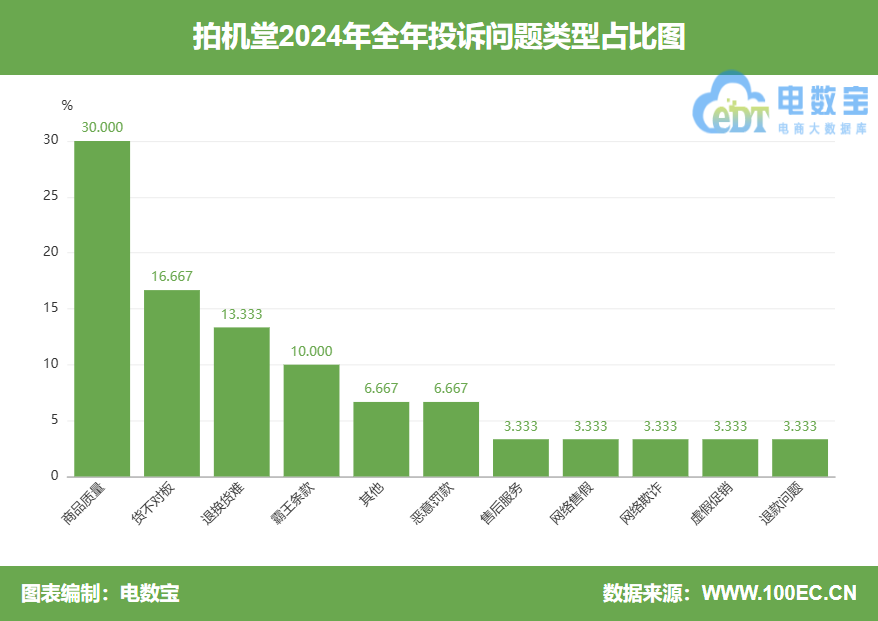 拍机堂2024年全年投诉问题类型占比图
eDT
电数宝
电商大数据库
%
30.000
30
25
20
16.667
15
13.333
10
10.000
6.667
6.667
5
3.333
3.333
3.333
3.333
3.333
0
商品质量
货不对板
退换货难
霸王条款
其他
恶意罚款
售后服务
网络售假
网络欺诈
虚假促销
退款问题
图表编制：电数宝
数据来源：WWW.100EC.CN